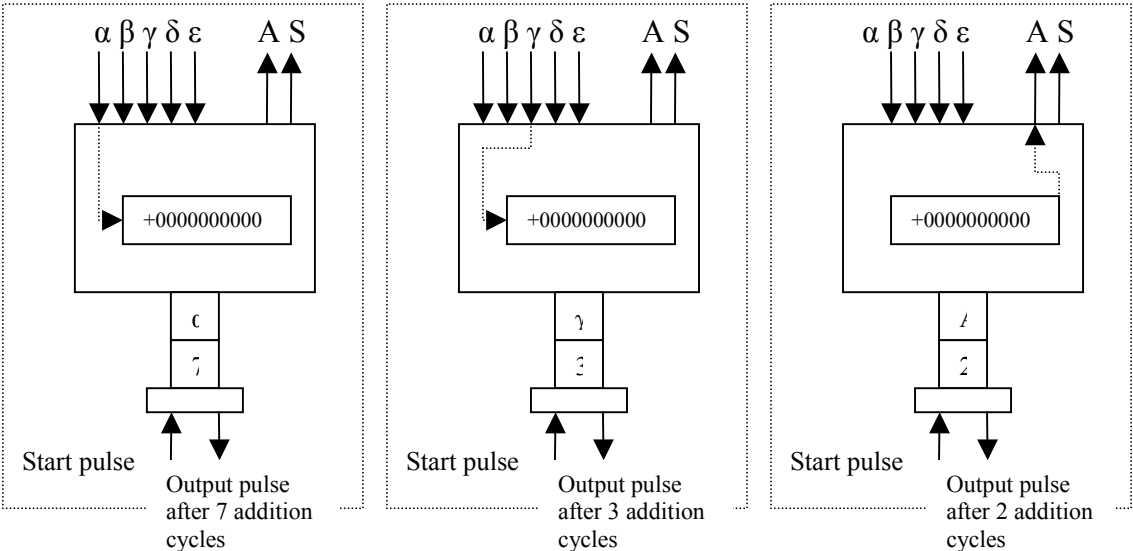 α β γ δ ε A S
+0000000000
γ
3
Start pulse
Output pulse
after 7 addition
cycles
α β γ δ ε A S
+0000000000
Start pulse
Output pulse
after 3 addition
cycles
α β γ δ ε A S
+0000000000
2
Start pulse
Output pulse
after 2 addition
cycles